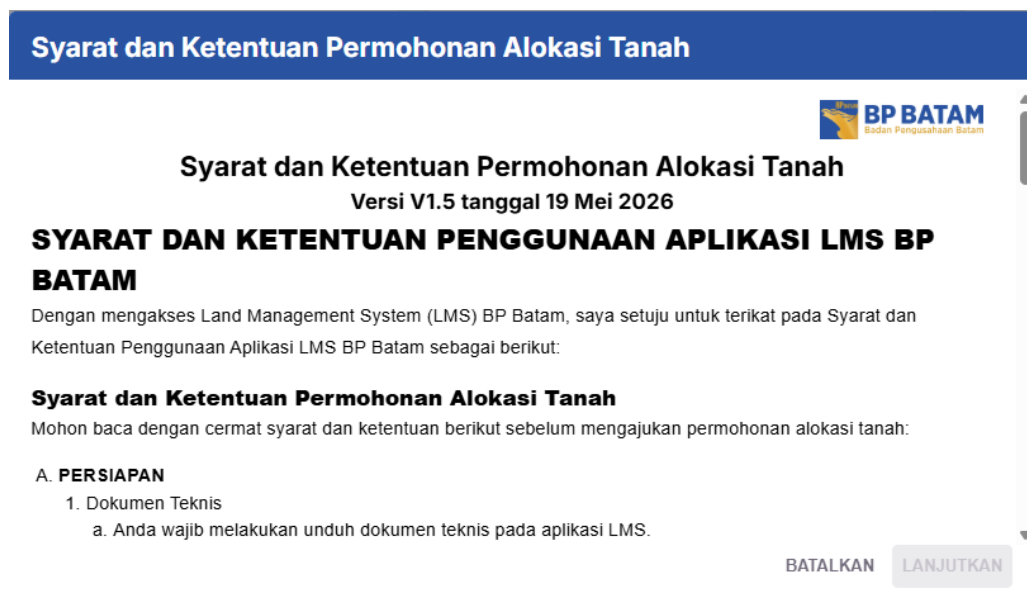 Syarat dan Ketentuan Permohonan Alokasi Tanah
BP Batam
BP BATAM
Badan Pengusahaan Batam
Syarat dan Ketentuan Permohonan Alokasi Tanah
Versi V1.5 tanggal 19 Mei 2026
SYARAT DAN KETENTUAN PENGGUNAAN APLIKASI LMS BP
BATAM
Dengan mengakses Land Management System (LMS) BP Batam, saya setuju untuk terikat pada Syarat dan
Ketentuan Penggunaan Aplikasi LMS BP Batam sebagai berikut:
Syarat dan Ketentuan Permohonan Alokasi Tanah
Mohon baca dengan cermat syarat dan ketentuan berikut sebelum mengajukan permohonan alokasi tanah:
A. PERSIAPAN
1. Dokumen Teknis
a. Anda wajib melakukan unduh dokumen teknis pada aplikasi LMS.
BATALKAN LANJUTKAN